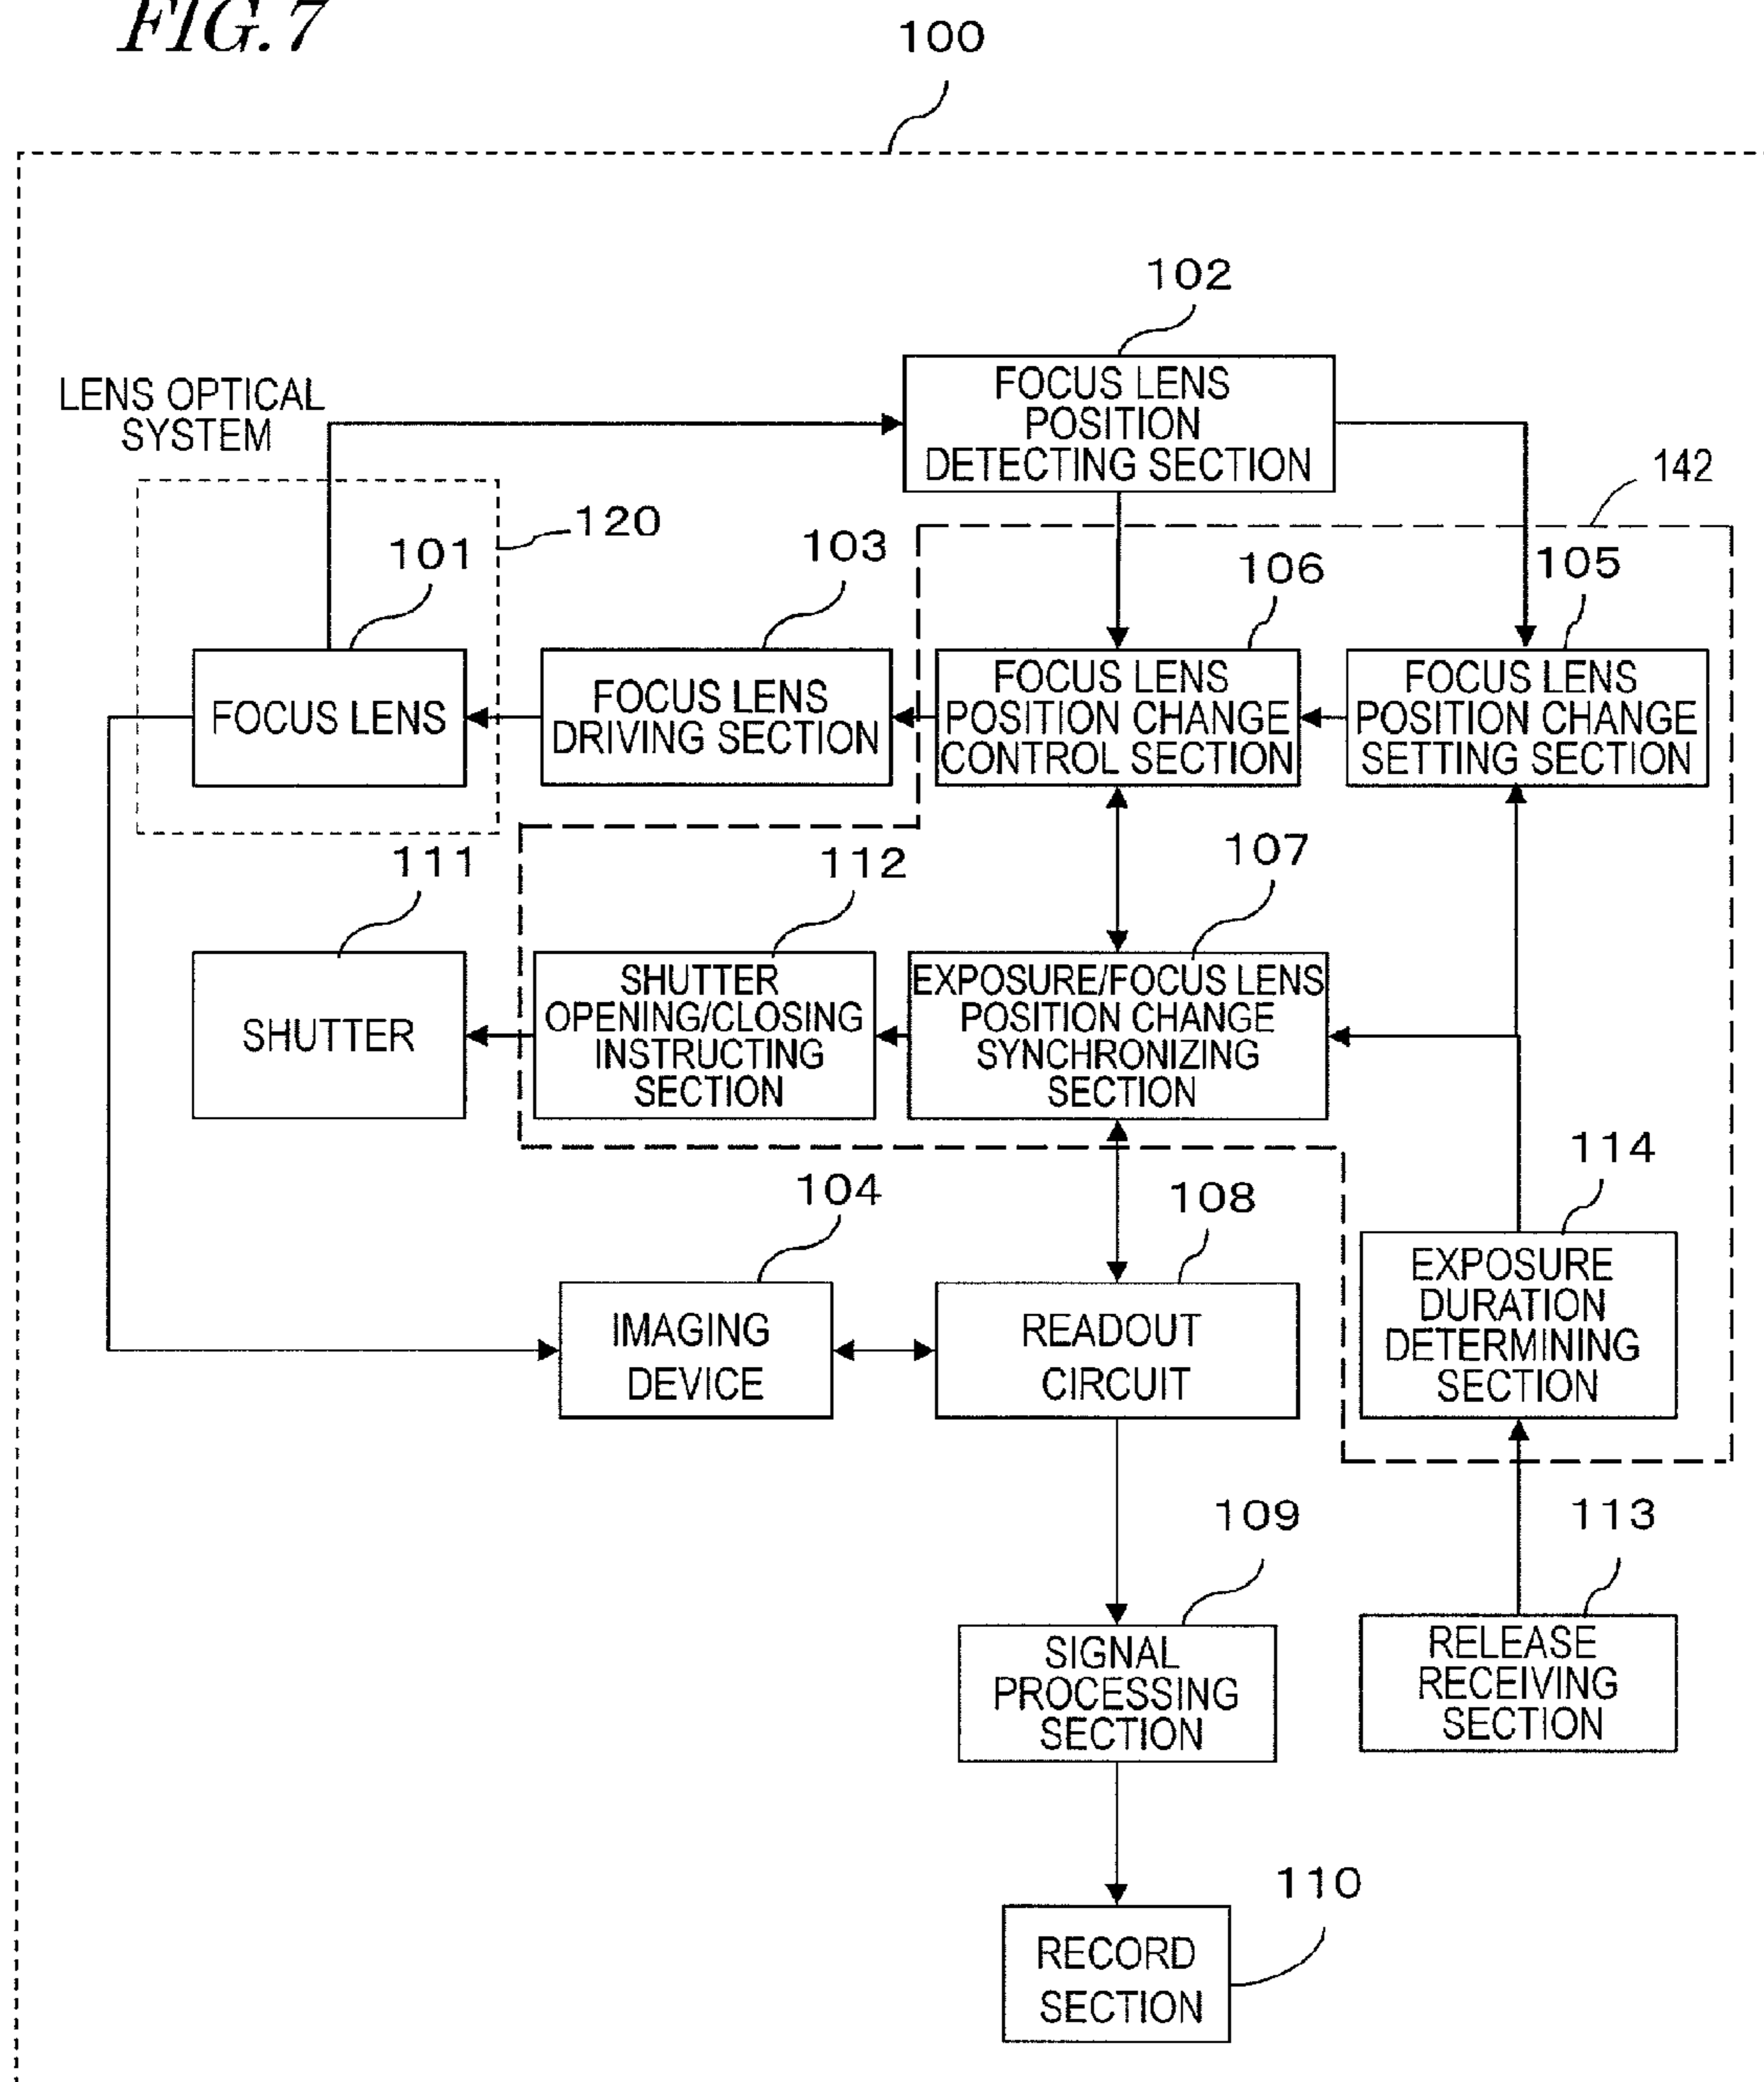 FIG. 7
100
102
FOCUS LENS
POSITION
DETECTING SECTION
LENS OPTICAL
SYSTEM
142
120
101
103
106
105
FOCUS LENS
FOCUS LENS
DRIVING SECTION
FOCUS LENS
POSITION CHANGE
CONTROL SECTION
FOCUS LENS
POSITION CHANGE
SETTING SECTION
111
112
107
SHUTTER
SHUTTER
OPENING/CLOSING
INSTRUCTING
SECTION
EXPOSURE/FOCUS LENS
POSITION CHANGE
SYNCHRONIZING
SECTION
104
108
114
IMAGING
DEVICE
READOUT
CIRCUIT
EXPOSURE
DURATION
DETERMINING
SECTION
109
113
SIGNAL
PROCESSING
SECTION
RELEASE
RECEIVING
SECTION
110
RECORD
SECTION